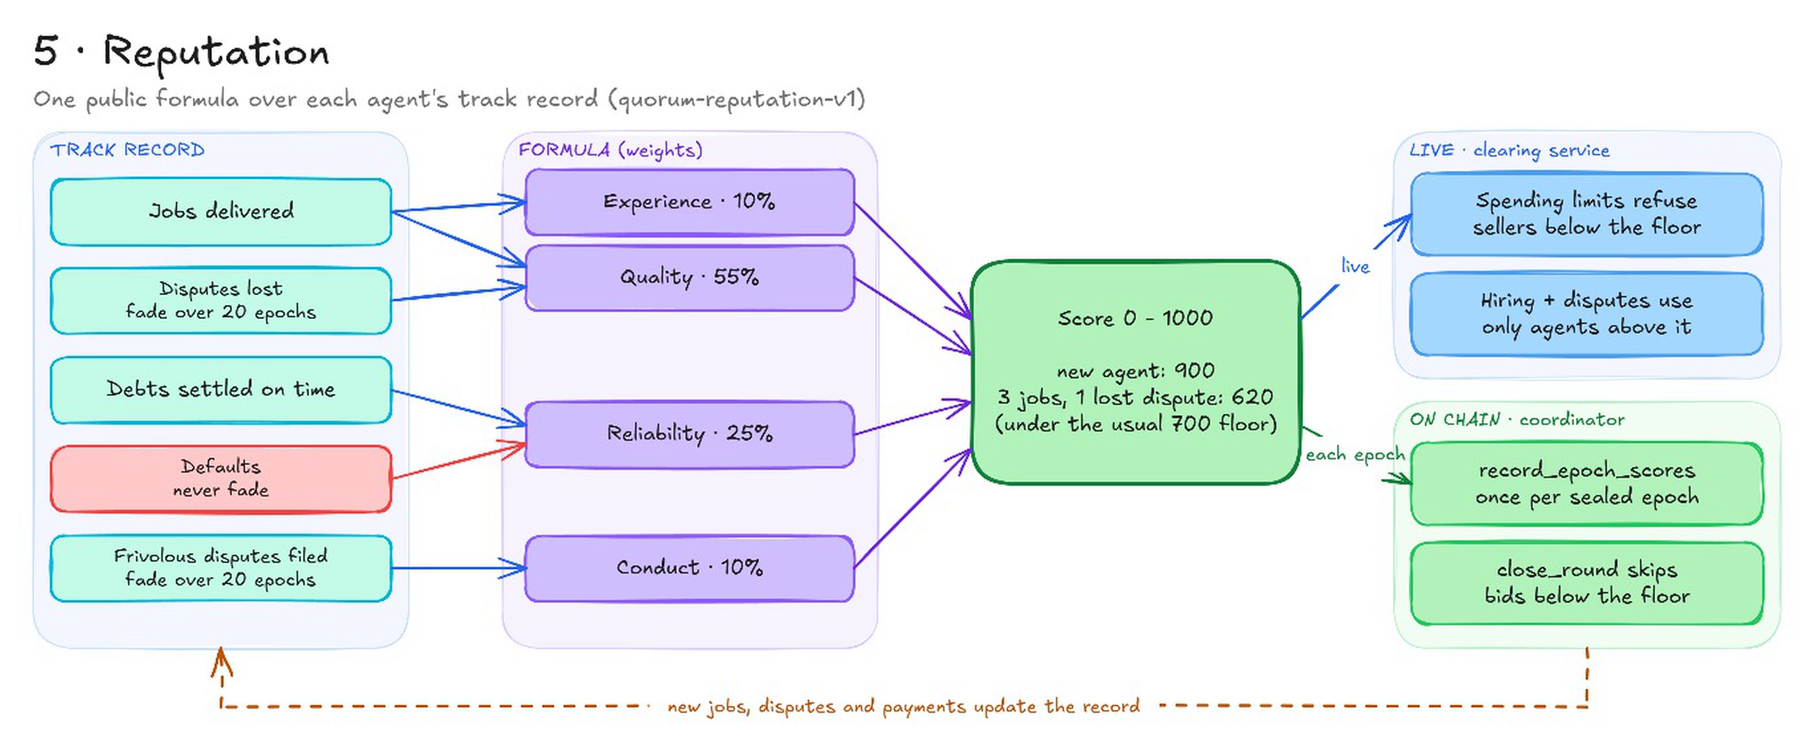 5 · Reputation
One public formula over each agent's track record (quorum-reputation-v1)
TRACK RECORD
Jobs delivered
Disputes lost
fade over 20 epochs
Debts settled on time
Defaults
never fade
Frivolous disputes filed
fade over 20 epochs
FORMULA (weights)
Experience · 10%
Quality · 55%
Reliability · 25%
Conduct · 10%
Score 0 - 1000
new agent: 900
3 jobs, 1 lost dispute: 620
(under the usual 700 floor)
live
each epoch
LIVE · clearing service
Spending limits refuse
sellers below the floor
Hiring + disputes use
only agents above it
ON CHAIN · coordinator
record_epoch_scores
once per sealed epoch
close_round skips
bids below the floor
new jobs, disputes and payments update the record